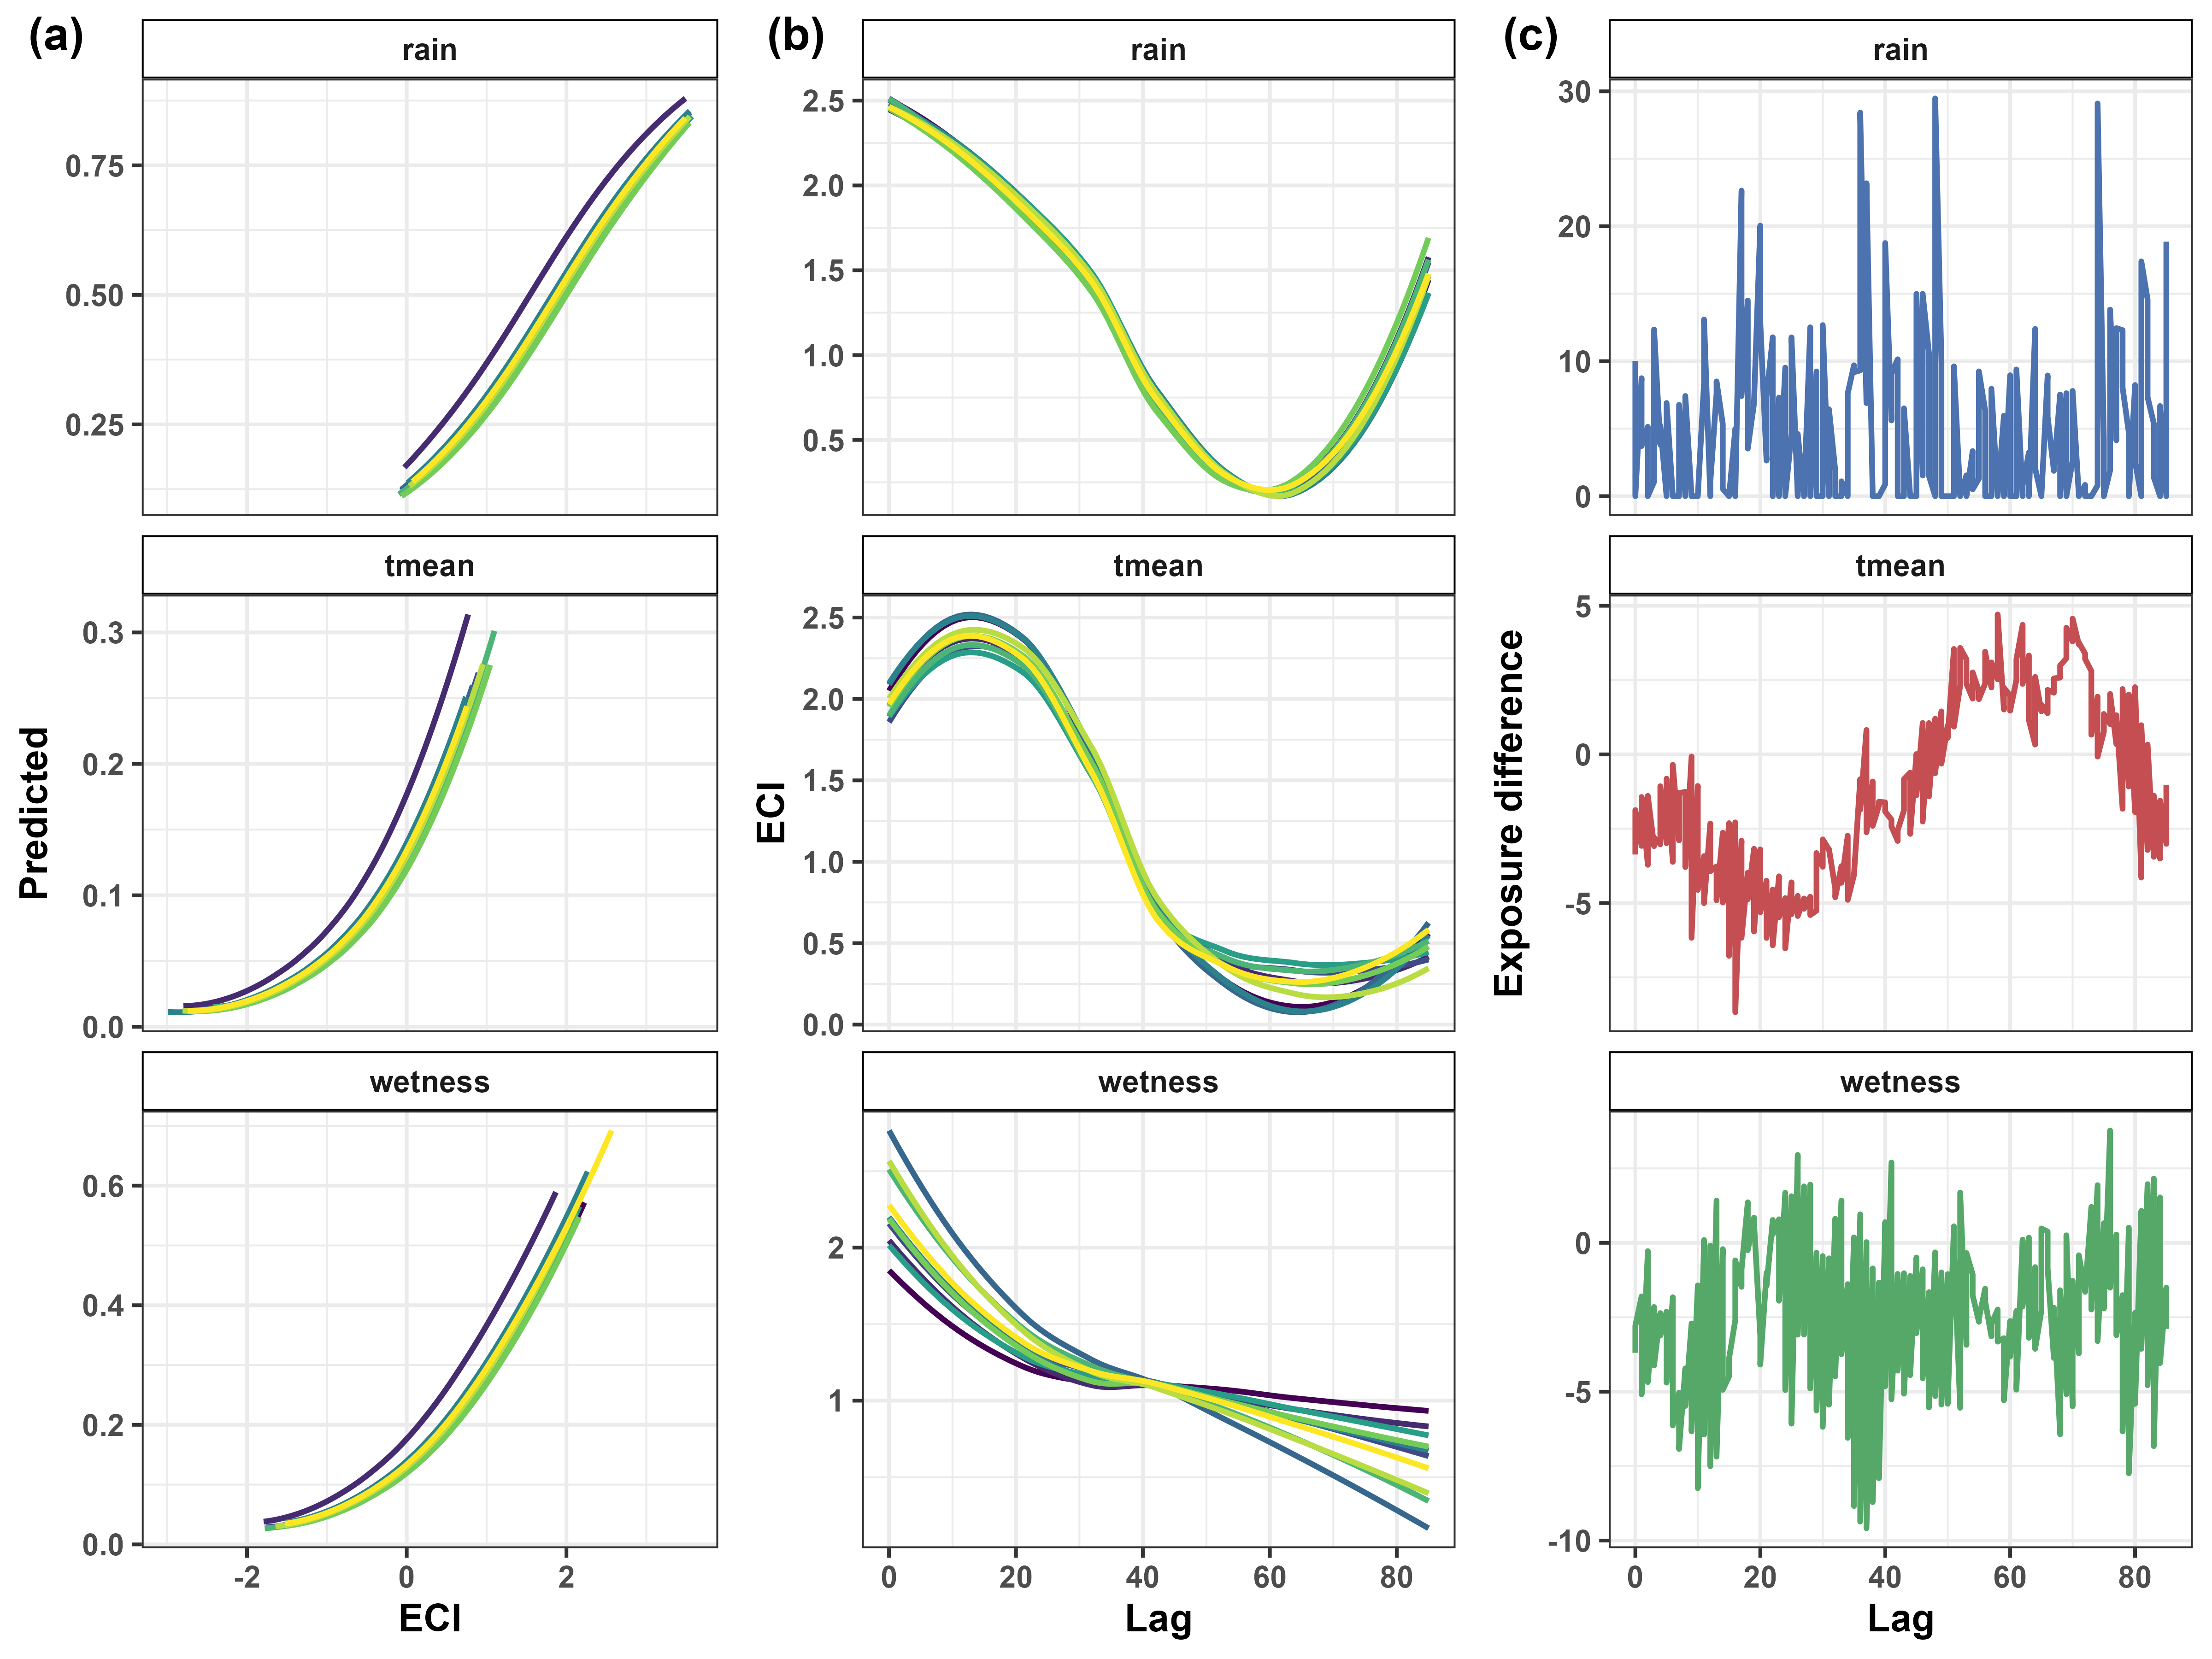 (a)
rain
0.75
0.50
0.25
tmean
0.3
0.2
0.1
0.0
wetness
0.6
0.4
0.2
0.0
-2 0 2
ECI
Predicted
(b)
rain
2.5
2.0
1.5
1.0
0.5
tmean
2.5
2.0
1.5
1.0
0.5
0.0
wetness
2
1
0 20 40 60 80
Lag
ECI
(c)
rain
30
20
10
0
tmean
5
0
-5
wetness
0
-5
-10
0 20 40 60 80
Lag
Exposure difference